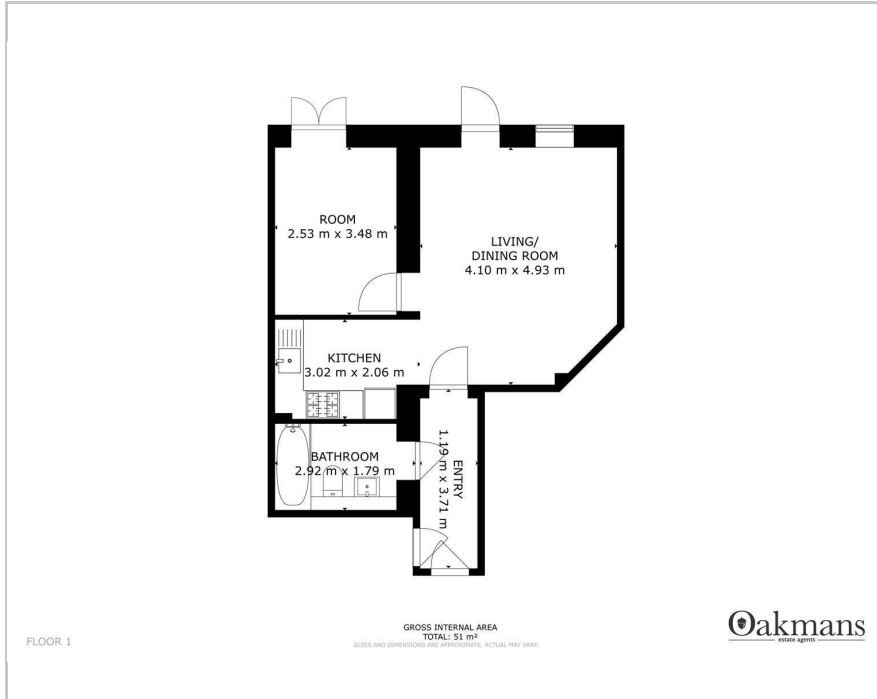 ROOM
2.53 m x 3.48 m
LIVING/
DINING ROOM
4.10 m x 4.93 m
KITCHEN
3.02 m x 2.06 m
BATHROOM
2.92 m x 1.79 m
ENTRY
1.19 m x 3.71 m
FLOOR 1
GROSS INTERNAL AREA
TOTAL: 51 m²
SIZES AND DIMENSIONS ARE APPROXIMATE, ACTUAL MAY VARY.
Oakmans
estate agents